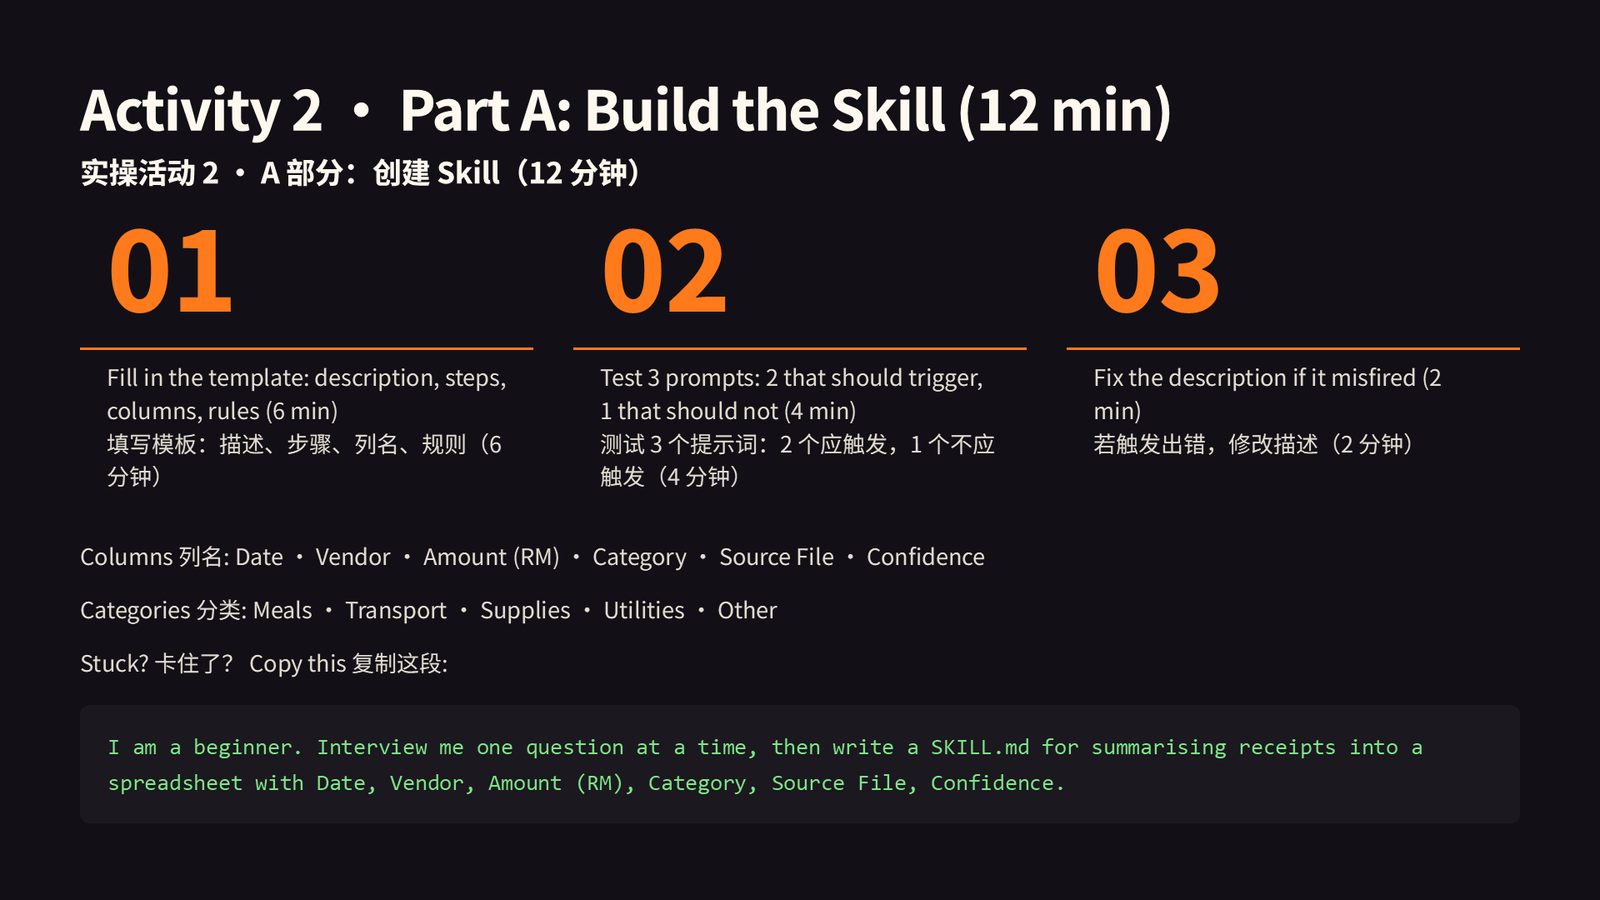 Activity 2 • Part A: Build the Skill (12 min)
实操活动 2 • A 部分：创建 Skill（12 分钟）
01
Fill in the template: description, steps,
columns, rules (6 min)
填写模板：描述、步骤、列名、规则（6
分钟）
02
Test 3 prompts: 2 that should trigger,
1 that should not (4 min)
测试 3 个提示词：2 个应触发，1 个不应
触发（4 分钟）
03
Fix the description if it misfired (2
min)
若触发出错，修改描述（2 分钟）
Columns 列名: Date • Vendor • Amount (RM) • Category • Source File • Confidence
Categories 分类: Meals • Transport • Supplies • Utilities • Other
Stuck? 卡住了？ Copy this 复制这段:
I am a beginner. Interview me one question at a time, then write a SKILL.md for summarising receipts into a
spreadsheet with Date, Vendor, Amount (RM), Category, Source File, Confidence.